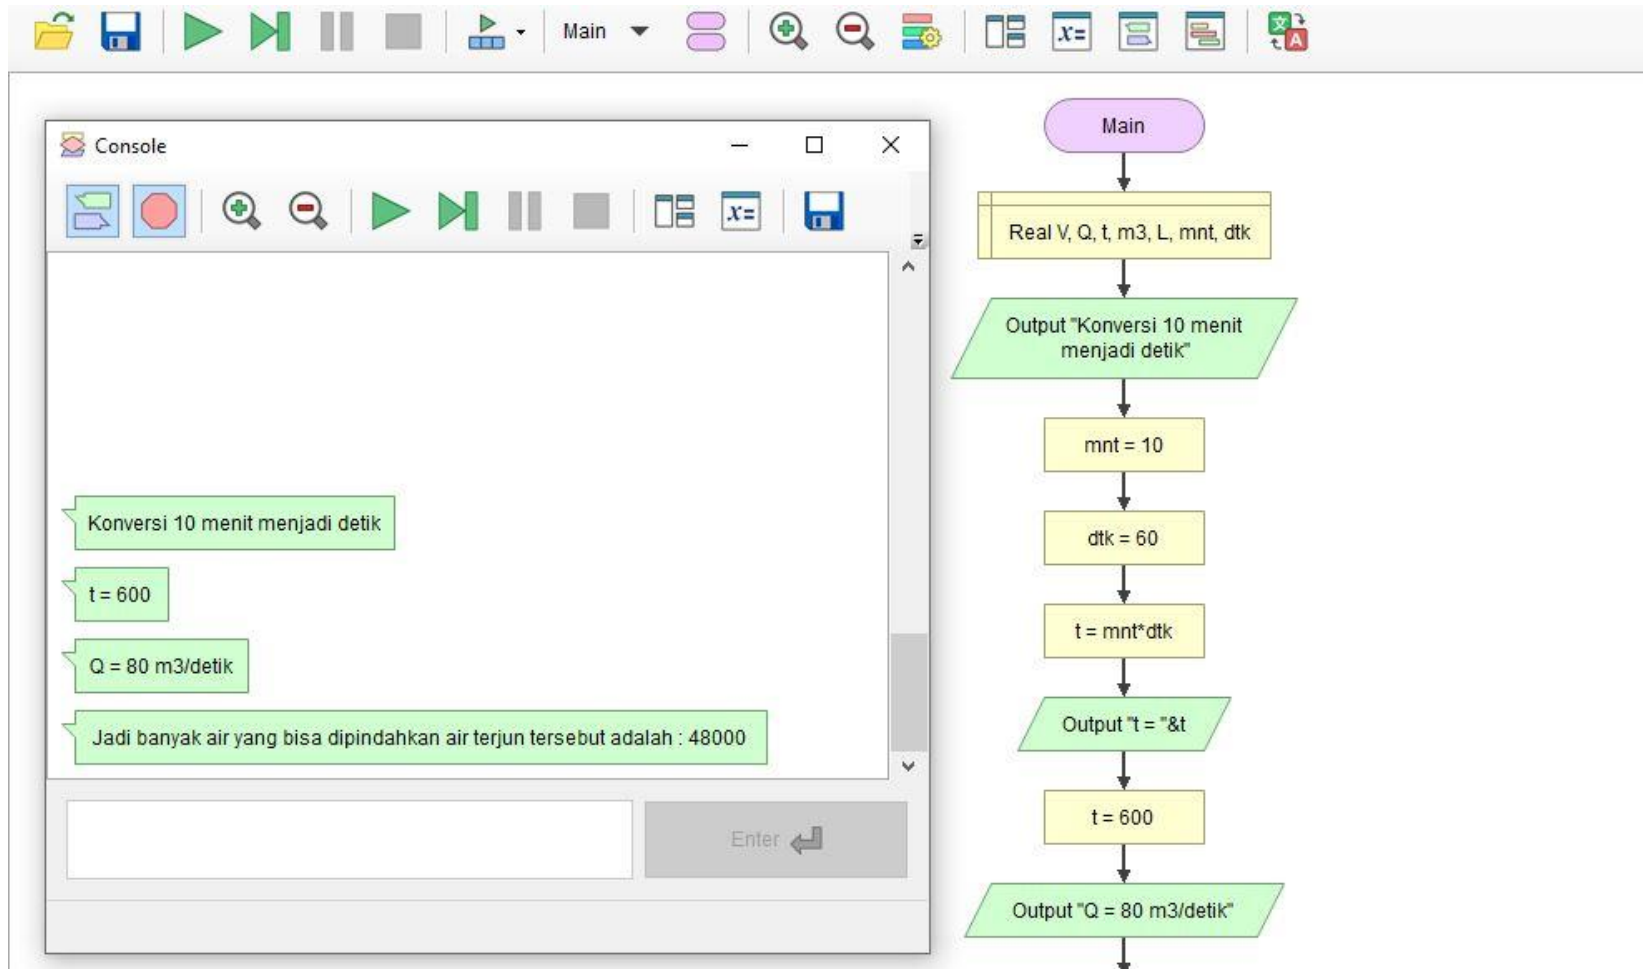 Main
x=
文
A
Console
x=
Konversi 10 menit menjadi detik
t = 600
Q = 80 m3/detik
Jadi banyak air yang bisa dipindahkan air terjun tersebut adalah : 48000
Enter
Main
Real V, Q, t, m3, L, mnt, dtk
Output "Konversi 10 menit
menjadi detik"
mnt = 10
dtk = 60
t = mnt*dtk
Output "t = "&t
t = 600
Output "Q = 80 m3/detik"